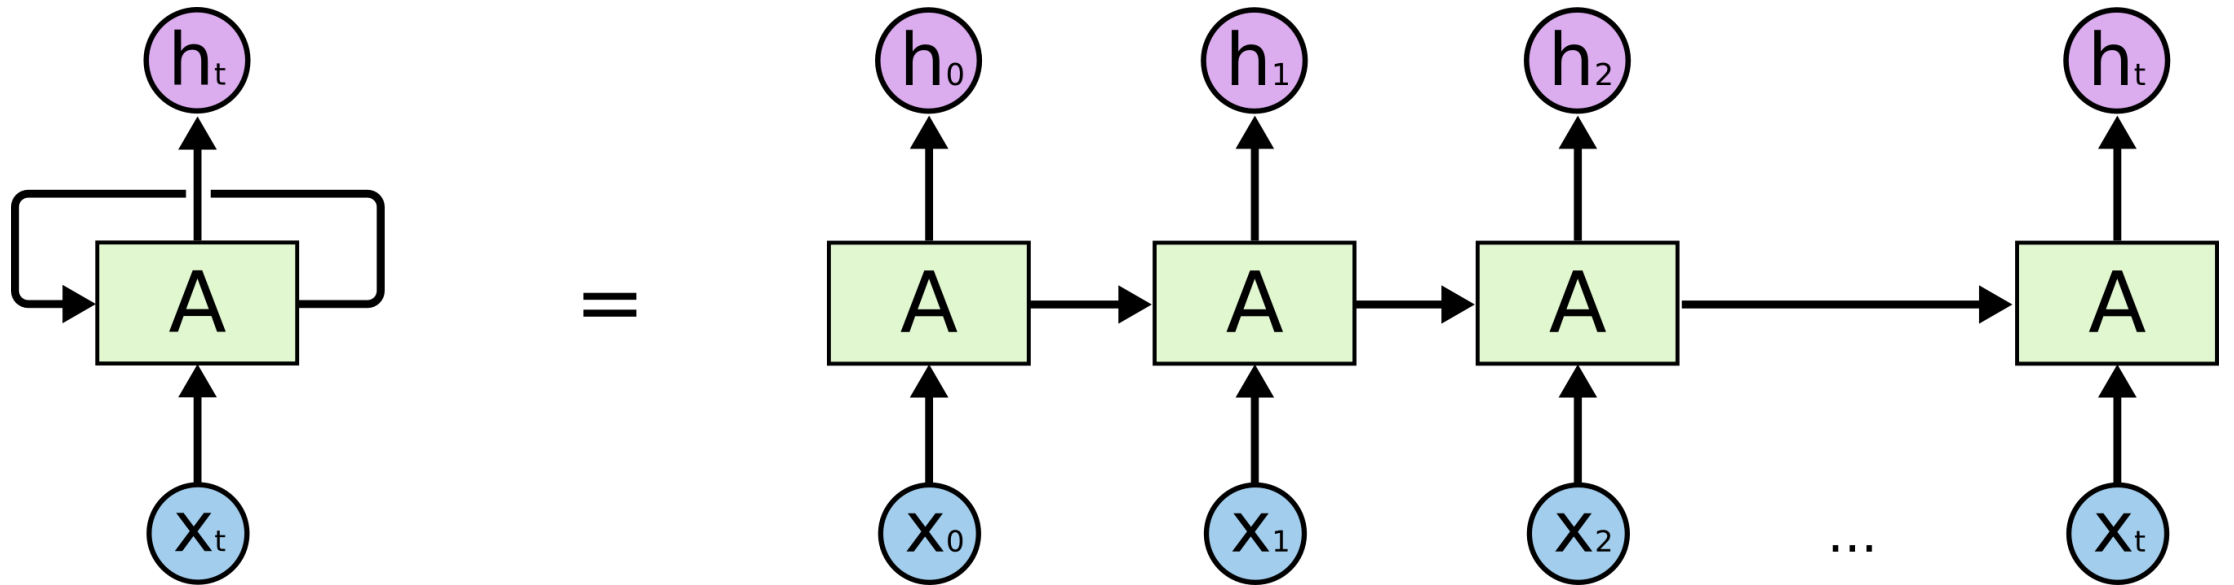 ht h0 h1 h2 ht
A = A A A A
xt x0 x1 x2 ... xt